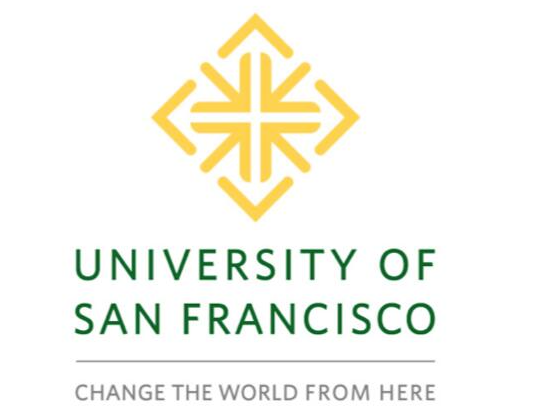 UNIVERSITY OF
SAN FRANCISCO
CHANGE THE WORLD FROM HERE